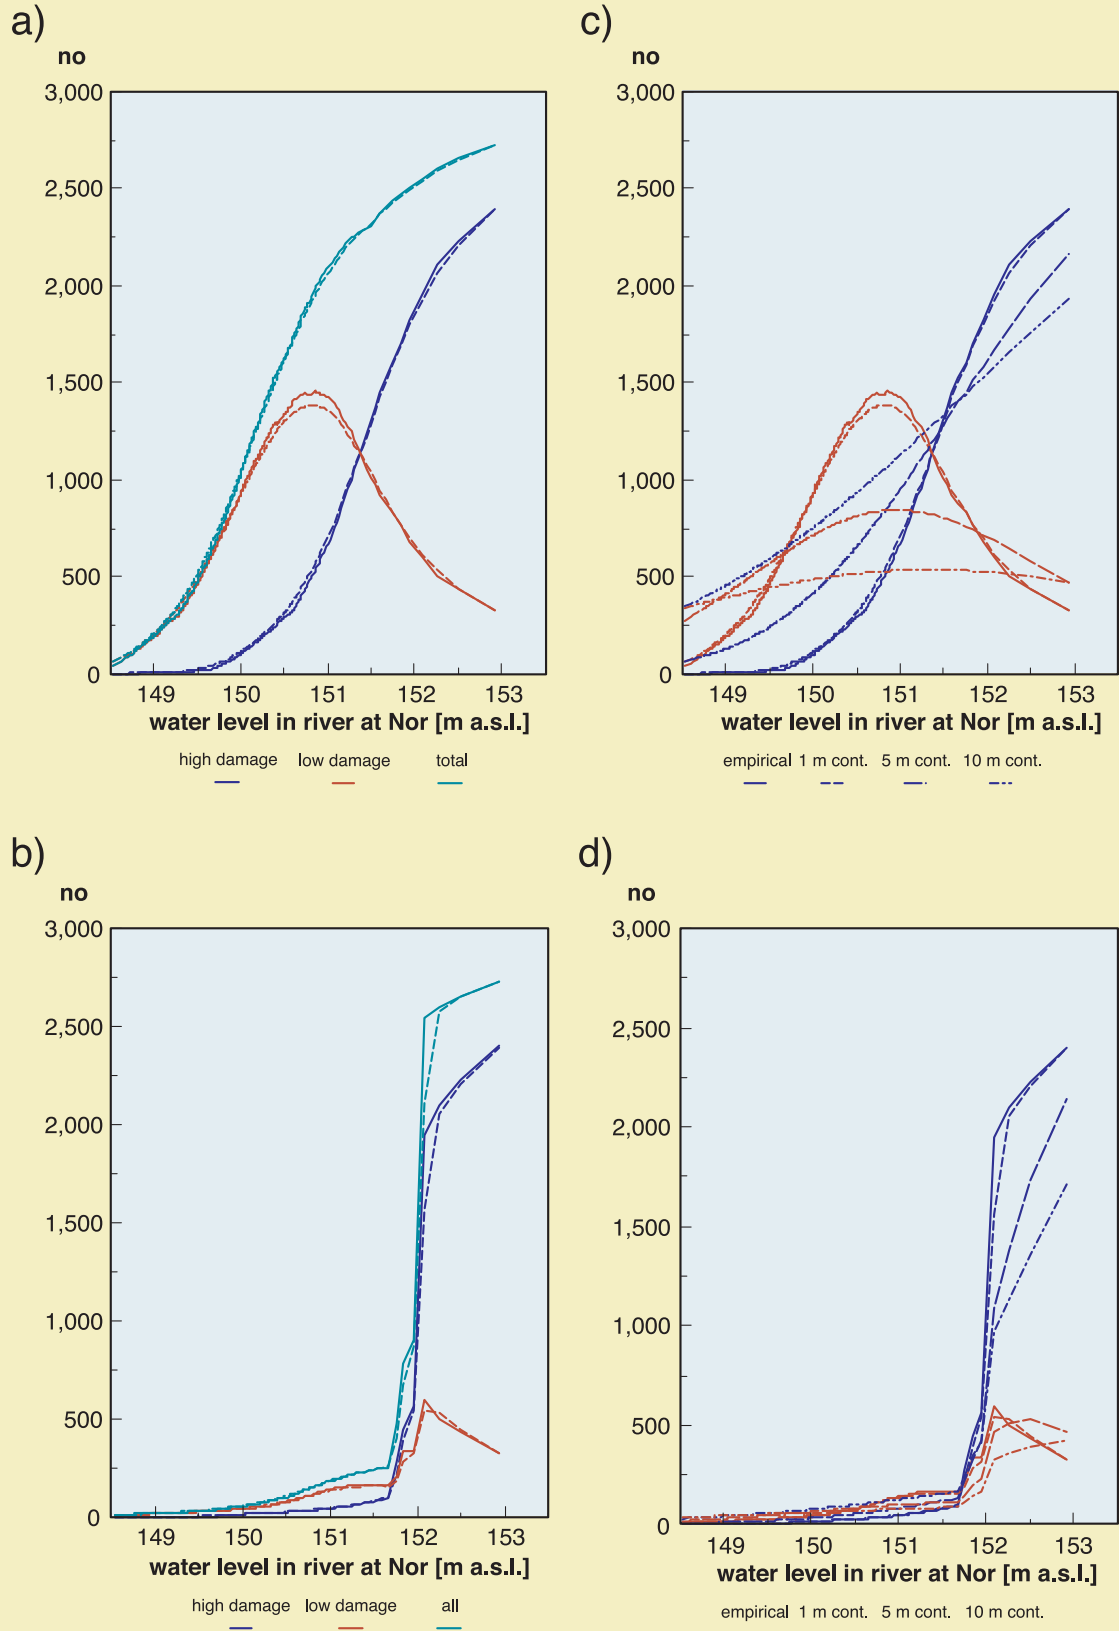 a)
no
3,000
2,500
2,000
1,500
1,000
500
0
149 150 151 152 153
water level in river at Nor [m a.s.l.]
high damage low damage total
c)
no
3,000
2,500
2,000
1,500
1,000
500
0
149 150 151 152 153
water level in river at Nor [m a.s.l.]
empirical 1 m cont. 5 m cont. 10 m cont.
b)
no
3,000
2,500
2,000
1,500
1,000
500
0
149 150 151 152 153
water level in river at Nor [m a.s.l.]
high damage low damage all
d)
no
3,000
2,500
2,000
1,500
1,000
500
0
149 150 151 152 153
water level in river at Nor [m a.s.l.]
empirical 1 m cont. 5 m cont. 10 m cont.